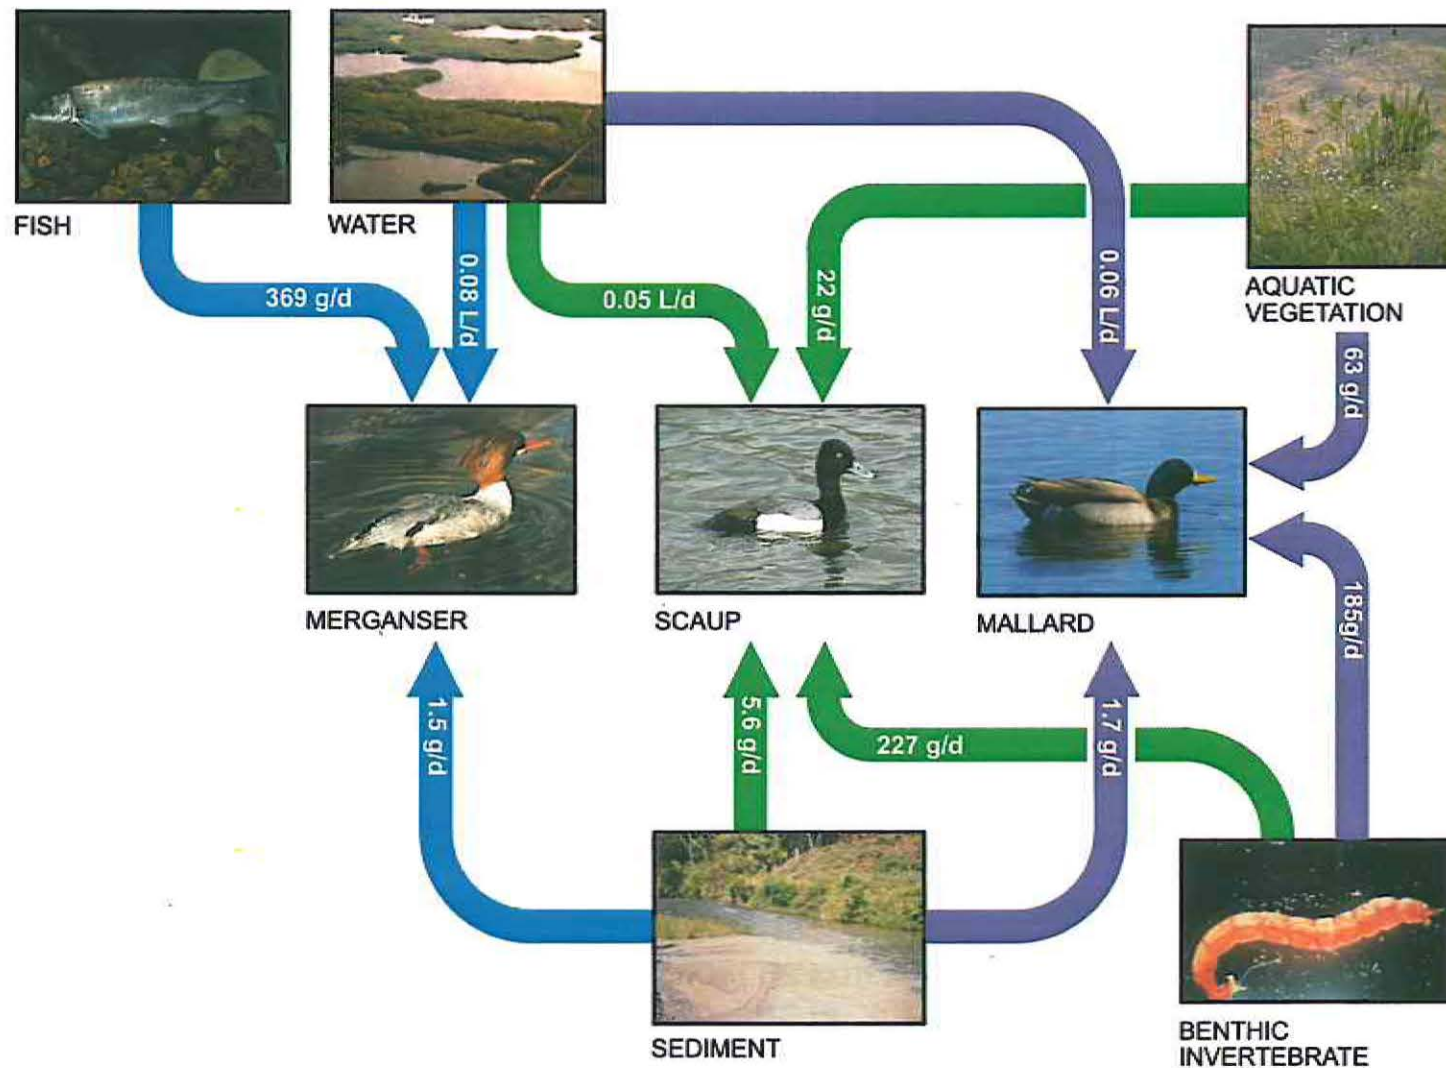 FISH
WATER
369 g/d
0.08 L/d
0.05 L/d
22 g/d
0.06 L/d
AQUATIC
VEGETATION
63 g/d
MERGANSER
SCAUP
MALLARD
185g/d
1.5 g/d
5.6 g/d
227 g/d
1.7 g/d
SEDIMENT
BENTHIC
INVERTEBRATE